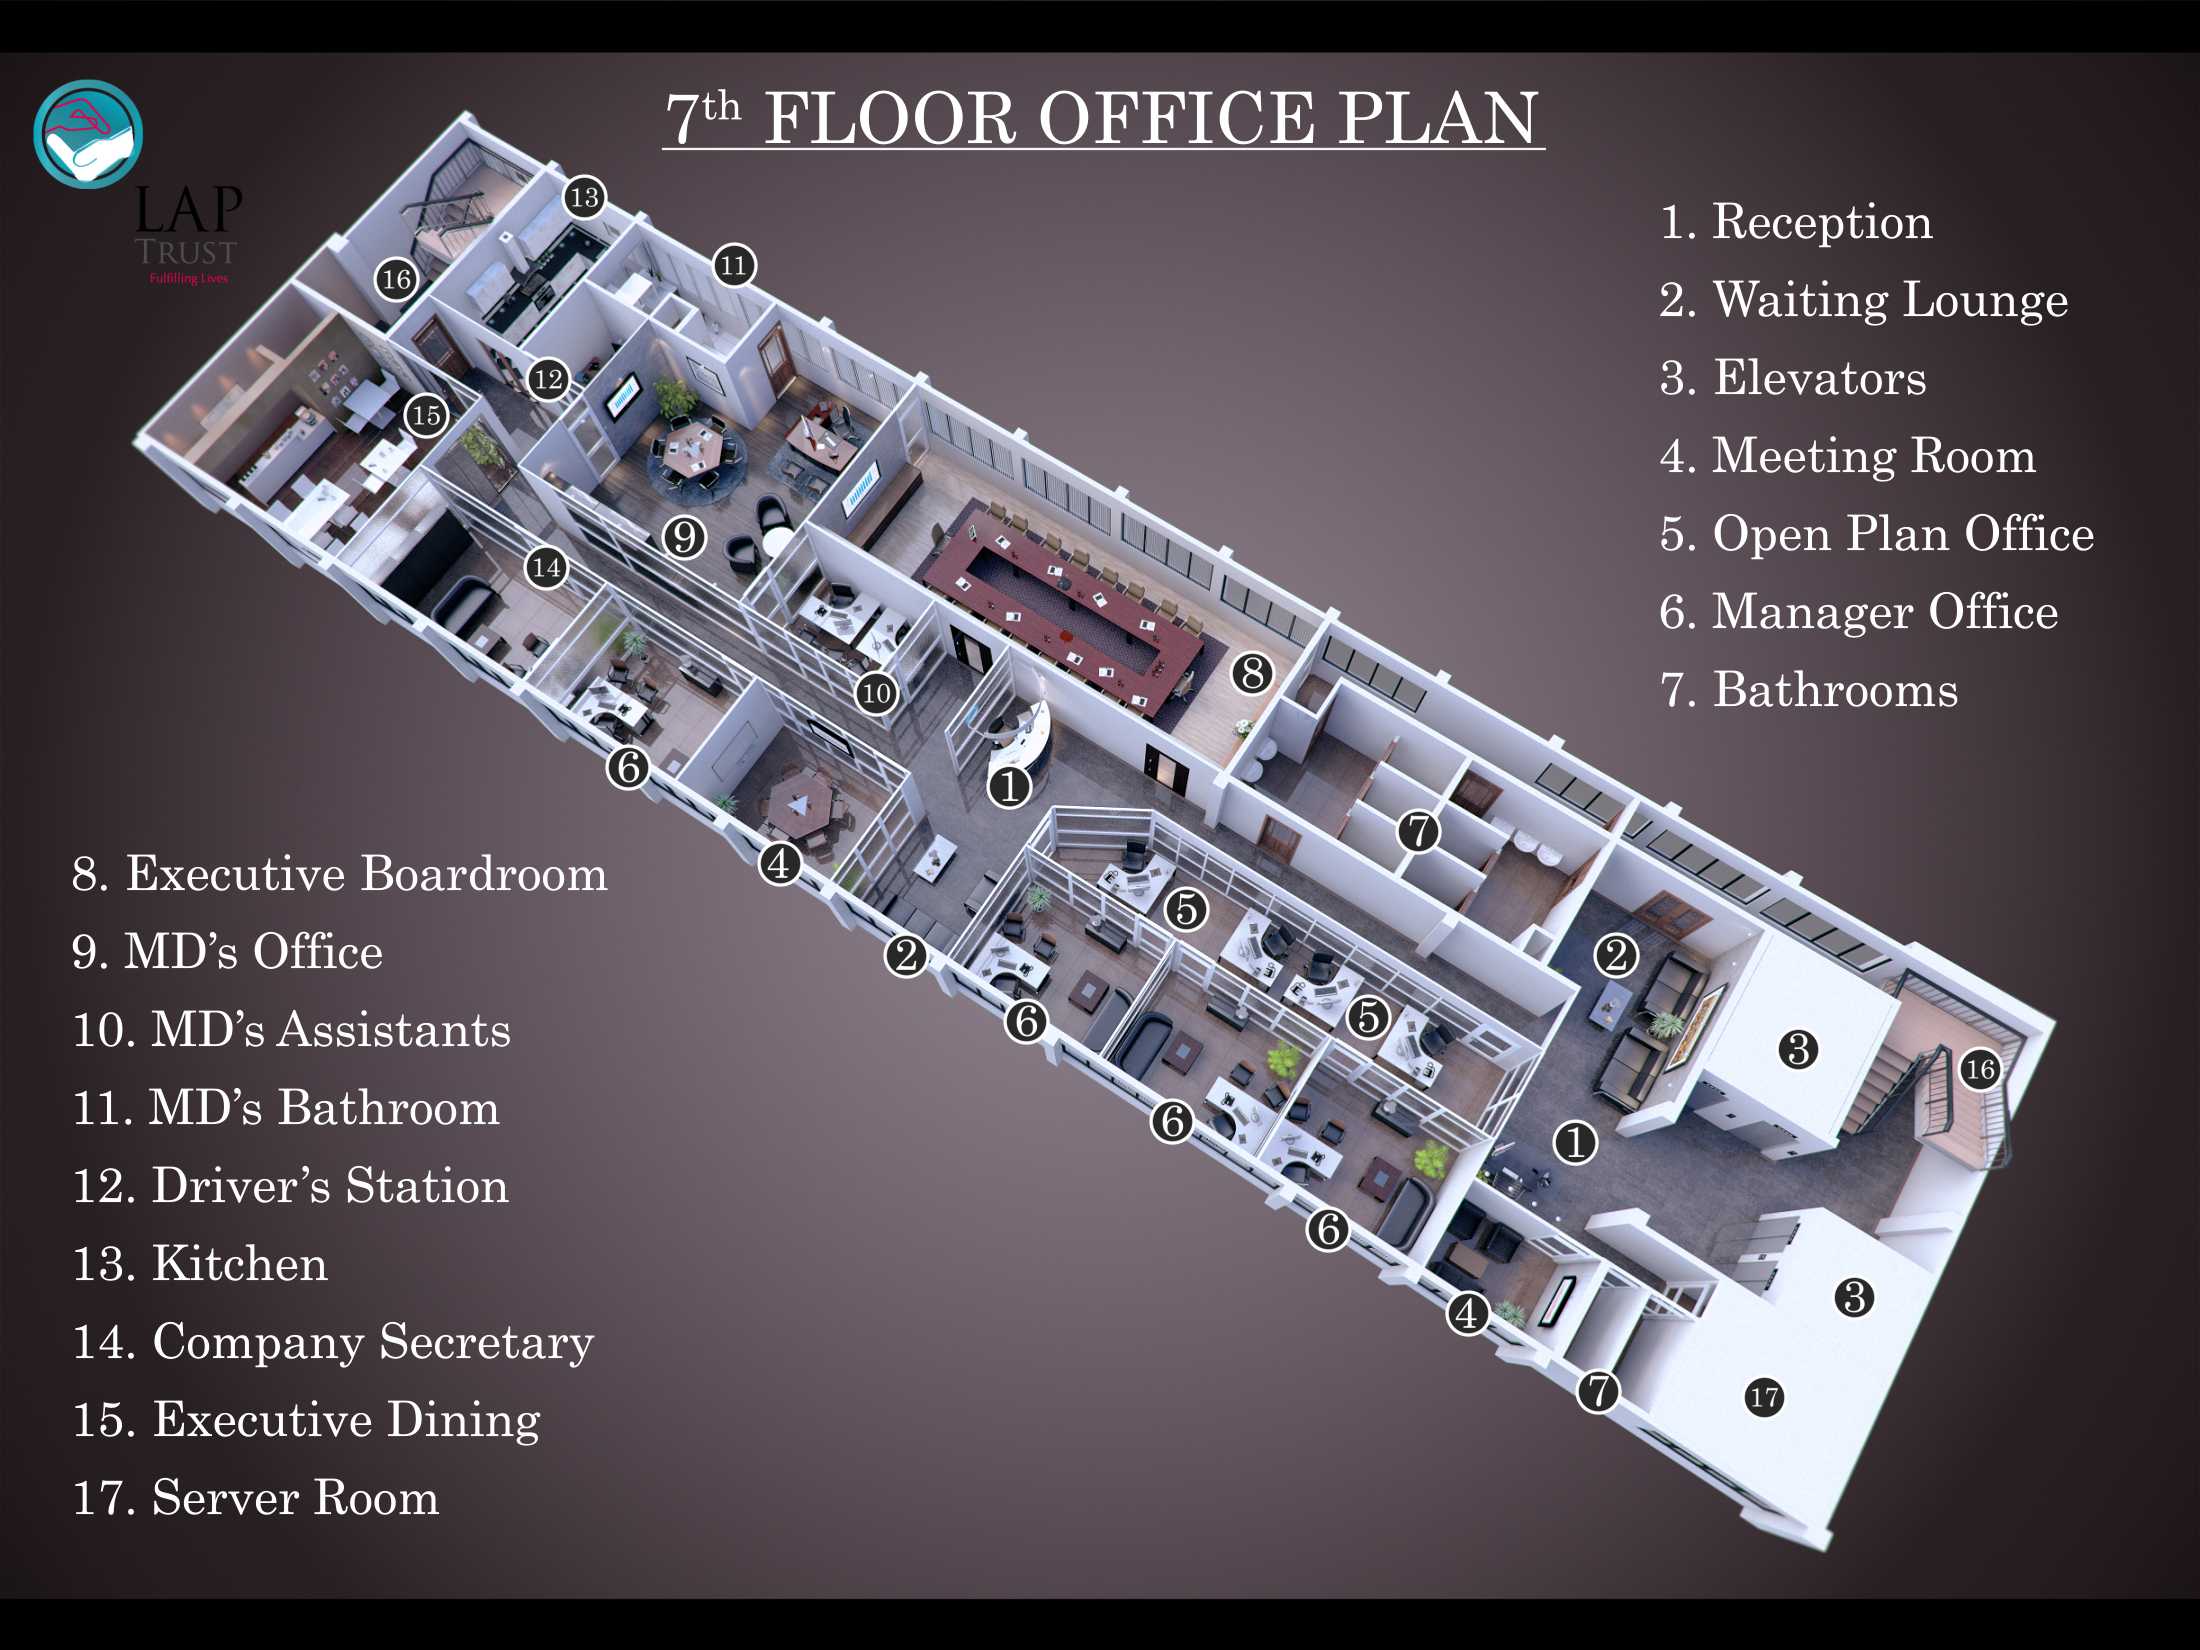 7th FLOOR OFFICE PLAN
LAP
TRUST
Fulfilling Lives
1. Reception
2. Waiting Lounge
3. Elevators
4. Meeting Room
5. Open Plan Office
6. Manager Office
7. Bathrooms
8. Executive Boardroom
9. MD’s Office
10. MD’s Assistants
11. MD’s Bathroom
12. Driver’s Station
13. Kitchen
14. Company Secretary
15. Executive Dining
17. Server Room
13
11
16
12
15
9
14
10
8
1
6
4
7
5
2
2
6
5
3
16
6
1
6
3
4
7
17